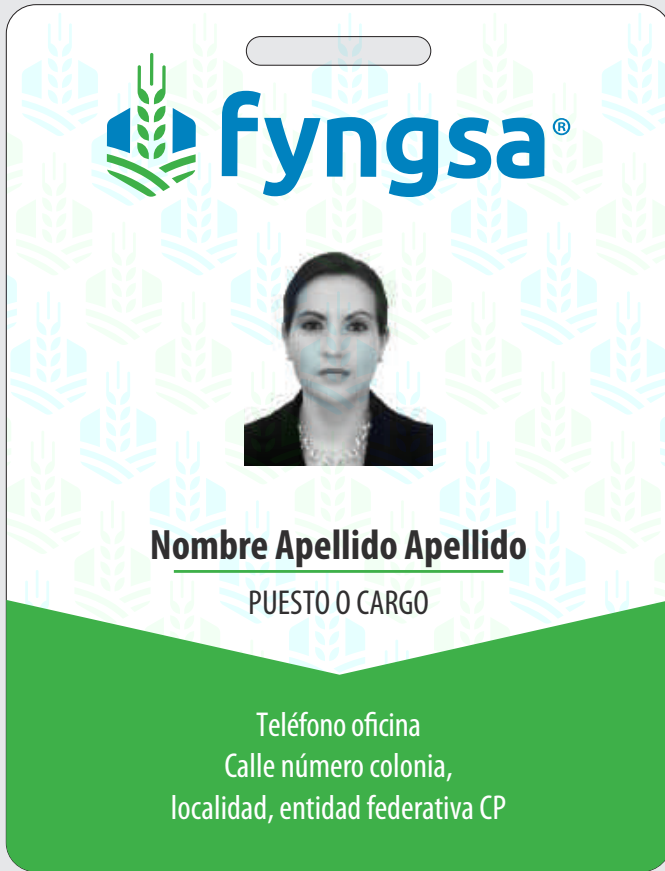 fyngsa®
Nombre Apellido Apellido
PUESTO O CARGO
Teléfono oficina
Calle número colonia,
localidad, entidad federativa CP